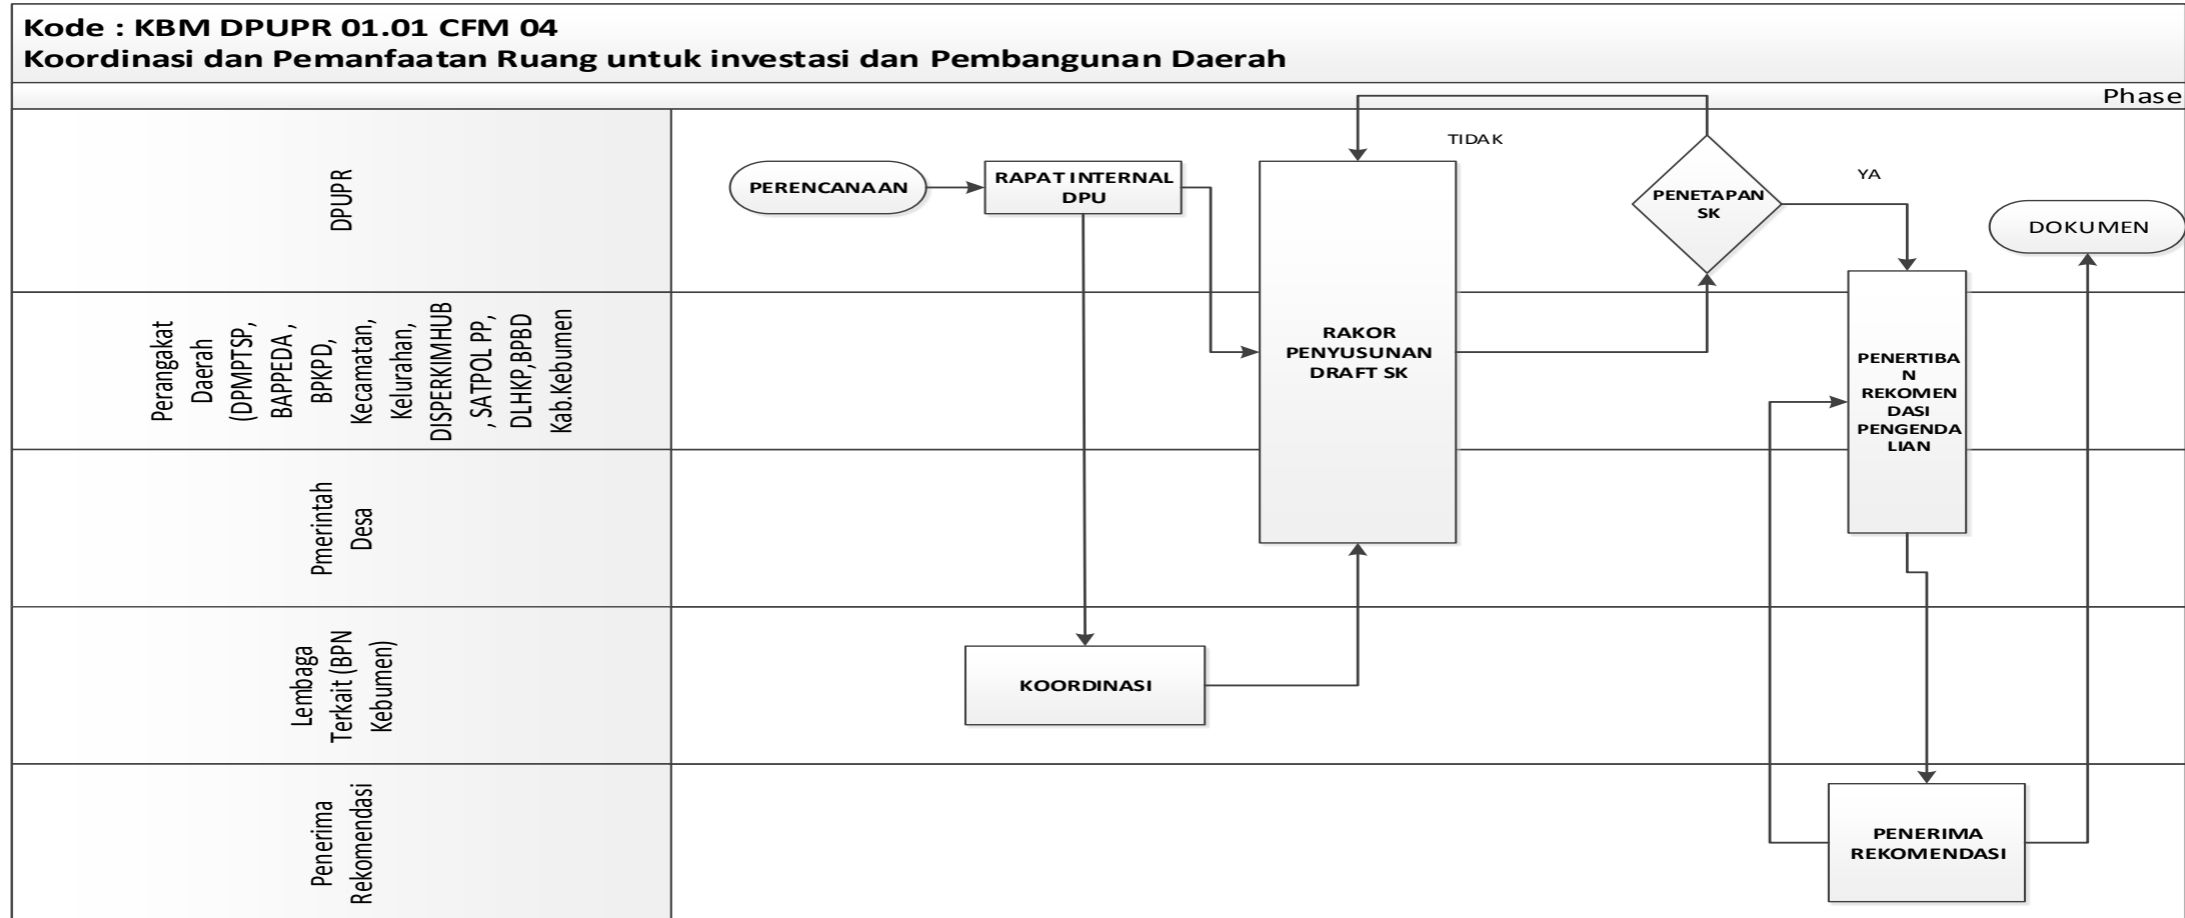 Kode : KBM DPUPR 01.01 CFM 04
Koordinasi dan Pemanfaatan Ruang untuk investasi dan Pembangunan Daerah
Phase
DPUPR
PERENCANAAN
RAPAT INTERNAL
DPU
TIDAK
PENETAPAN
SK
YA
DOKUMEN
Perangakat
Daerah
(DPMPTSP,
BAPPEDA,
BPKPD,
Kecamatan,
Kelurahan,
DISPERKIMHUB
, SATPOL PP,
DLHKP,BPBD
Kab.Kebumen
RAKOR
PENYUSUNAN
DRAFT SK
PENERTIBA
N
REKOMEN
DASI
PENGENDA
LIAN
Pmerintah
Desa
Lembaga
Terkait (BPN
Kebumen)
KOORDINASI
Penerima
Rekomendasi
PENERIMA
REKOMENDASI